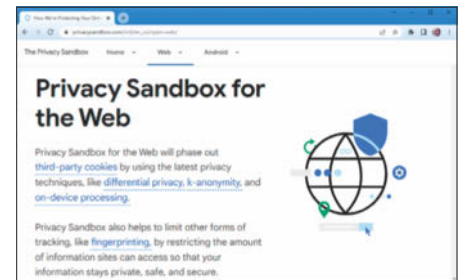 The Privacy Sandbox Home Web Android
Privacy Sandbox for
the Web
Privacy Sandbox for the Web will phase out
third-party cookies by using the latest privacy
techniques, like differential privacy, k-anonymity, and
on-device processing.
Privacy Sandbox also helps to limit other forms of
tracking, like fingerprinting, by restricting the amount
of information sites can access so that your
information stays private, safe, and secure.